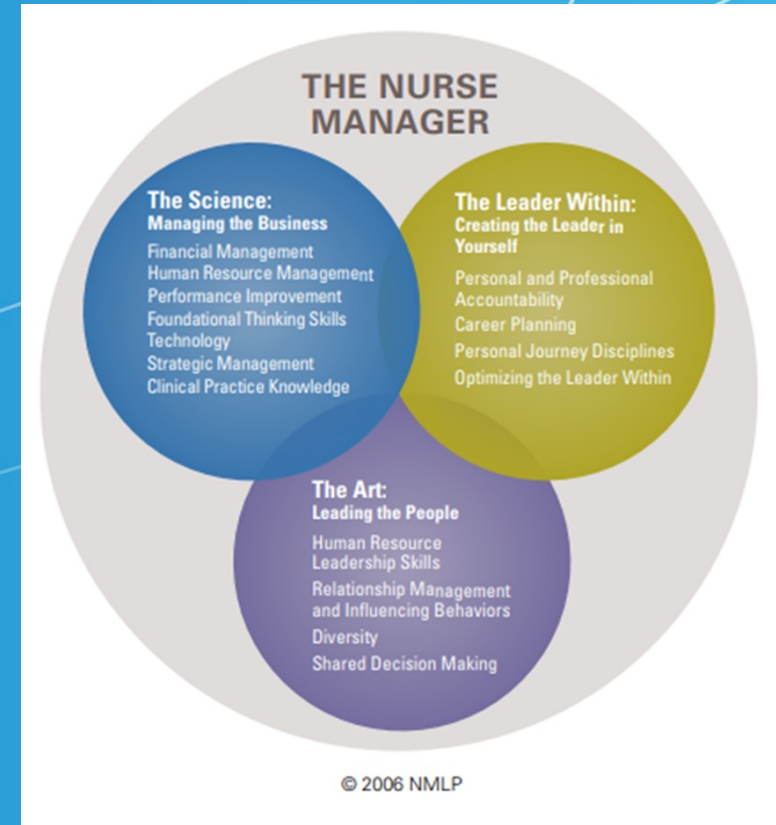 THE NURSE
MANAGER
The Science:
Managing the Business
Financial Management
Human Resource Management
Performance Improvement
Foundational Thinking Skills
Technology
Strategic Management
Clinical Practice Knowledge
The Leader Within:
Creating the Leader in
Yourself
Personal and Professional
Accountability
Career Planning
Personal Journey Disciplines
Optimizing the Leader Within
The Art:
Leading the People
Human Resource
Leadership Skills
Relationship Management
and Influencing Behaviors
Diversity
Shared Decision Making
© 2006 NMLP